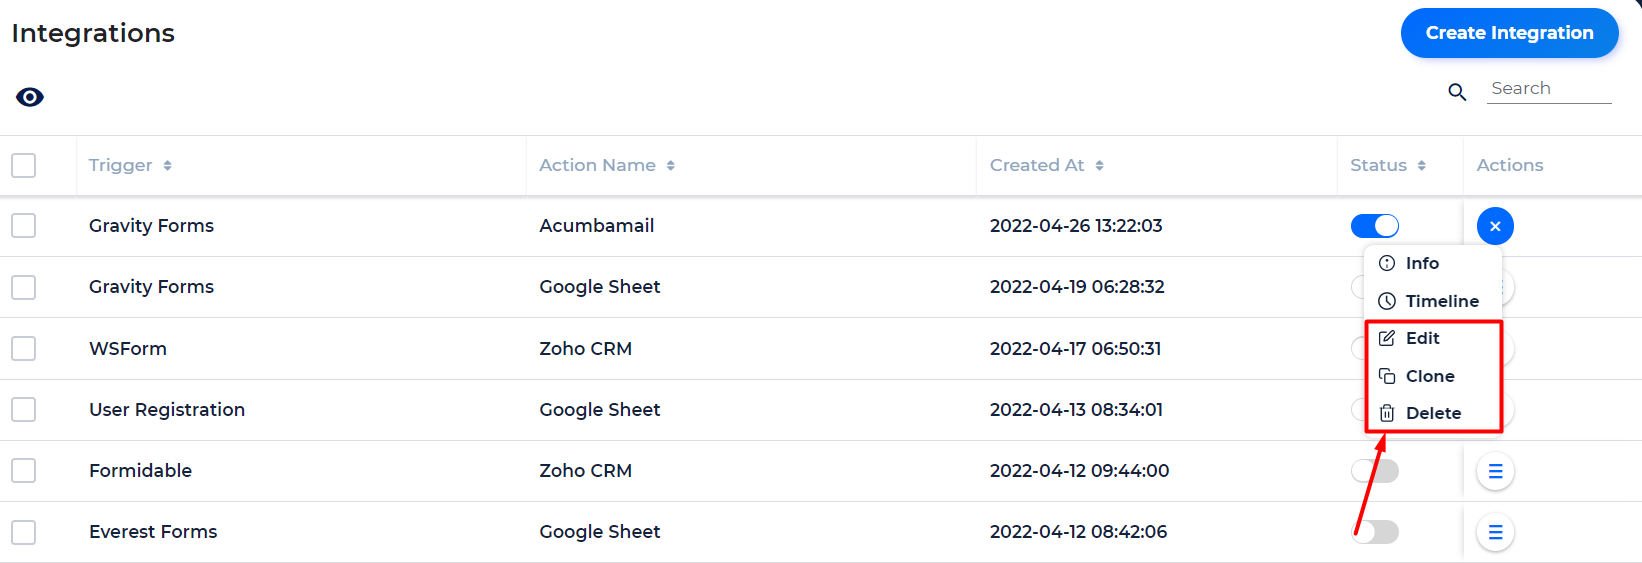 Integrations
Create Integration
Search
Trigger Action Name Created At Status Actions
Gravity Forms Acumbamail 2022-04-26 13:22:03
Info
Gravity Forms Google Sheet 2022-04-19 06:28:32
Timeline
Edit
WSForm Zoho CRM 2022-04-17 06:50:31
Clone
User Registration Google Sheet 2022-04-13 08:34:01
Delete
Formidable Zoho CRM 2022-04-12 09:44:00
Everest Forms Google Sheet 2022-04-12 08:42:06